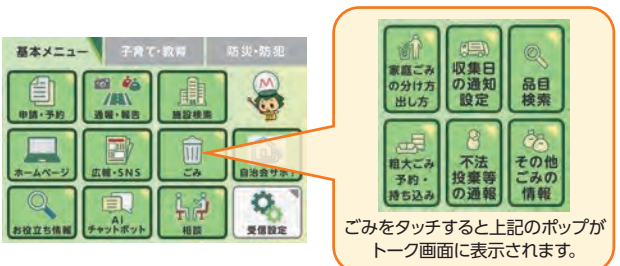 基本メニュー
子育て・教育
防災・防犯
申請・予約
通報・報告
施設検索
M
ホームページ
広報・SNS
ごみ
自治会サポ
お役立ち情報
AI
チャットボット
相談
受信設定
家庭ごみ
の分け方
出し方
収集日
の通知
設定
品目
検索
粗大ごみ
予約・
持ち込み
不法
投棄等
の通報
その他
ごみの
情報
ごみをタッチすると上記のポップが
トーク画面に表示されます。